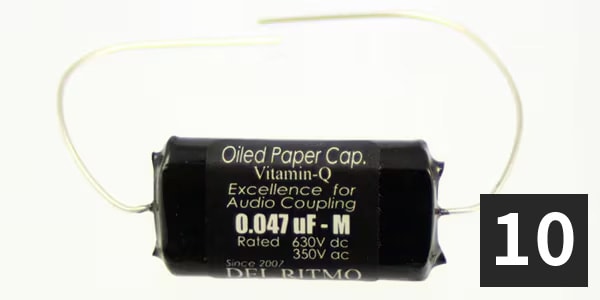 Oiled Paper Cap.
Vitamin-Q
Excellence for
Audio Coupling
0.047 uF - M
Rated 630V dc
350V ac
Since 2007
DEL RITMO
10